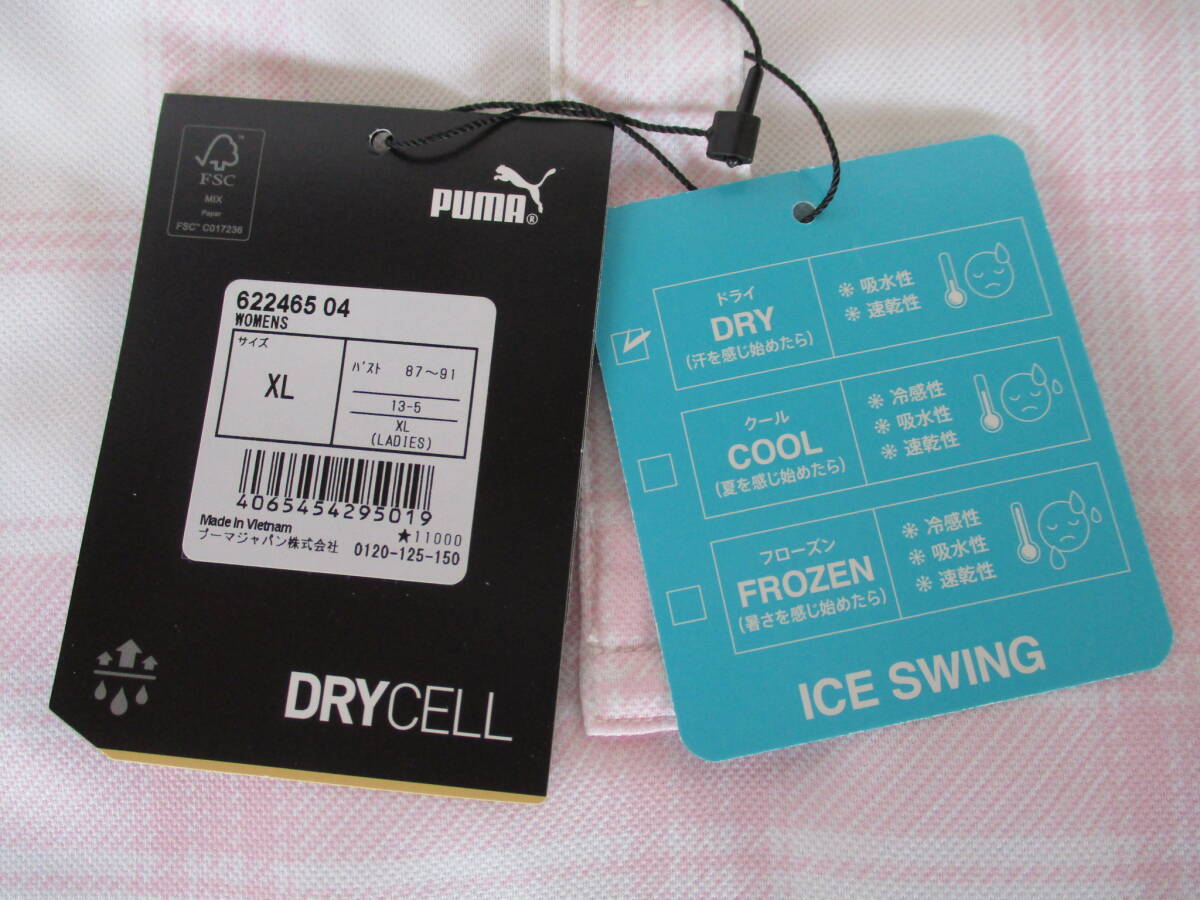 FSC
MIX
Paper
FSC™ C017236
PUMA®
622465 04
WOMENS
サイズ
XL
バスト 87～91
13-5
XL
(LADIES)
4065454295019
Made in Vietnam
★11000
プーマジャパン株式会社 0120-125-150
DRYCELL
ドライ
DRY
(汗を感じ始めたら)
※ 吸水性
※ 速乾性
クール
COOL
(夏を感じ始めたら)
※ 冷感性
※ 吸水性
※ 速乾性
フローズン
FROZEN
(暑さを感じ始めたら)
※ 冷感性
※ 吸水性
※ 速乾性
ICE SWING